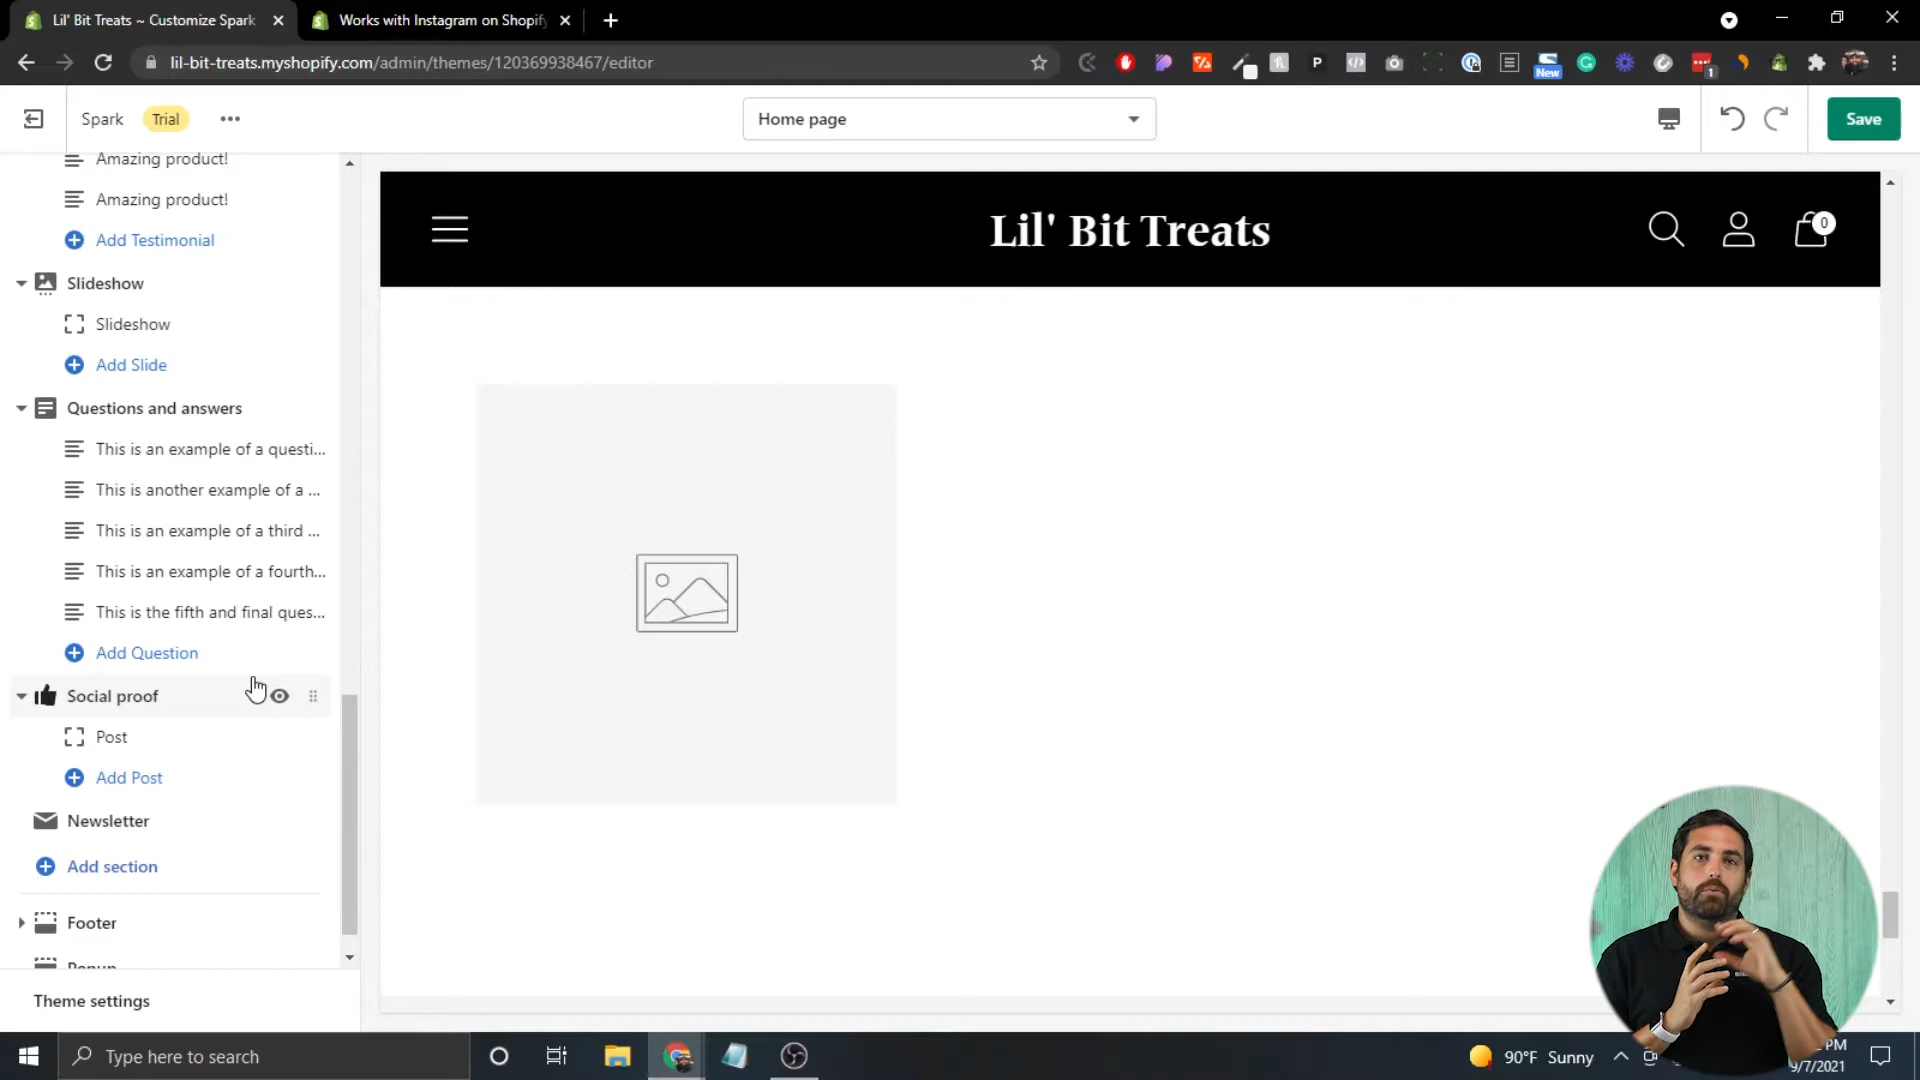 Lil' Bit Treats ~ Customize Spark
Works with Instagram on Shopify
lil-bit-treats.myshopify.com/admin/themes/120369938467/editor
P
New
1
Spark
Trial
Home page
Save
Amazing product!
Amazing product!
Add Testimonial
Slideshow
Slideshow
Add Slide
Questions and answers
This is an example of a questi...
This is another example of a ...
This is an example of a third ...
This is an example of a fourth...
This is the fifth and final ques...
Add Question
Social proof
Post
Add Post
Newsletter
Add section
Footer
Popup
Theme settings
Lil' Bit Treats
0
Type here to search
90°F Sunny
PM
9/7/2021